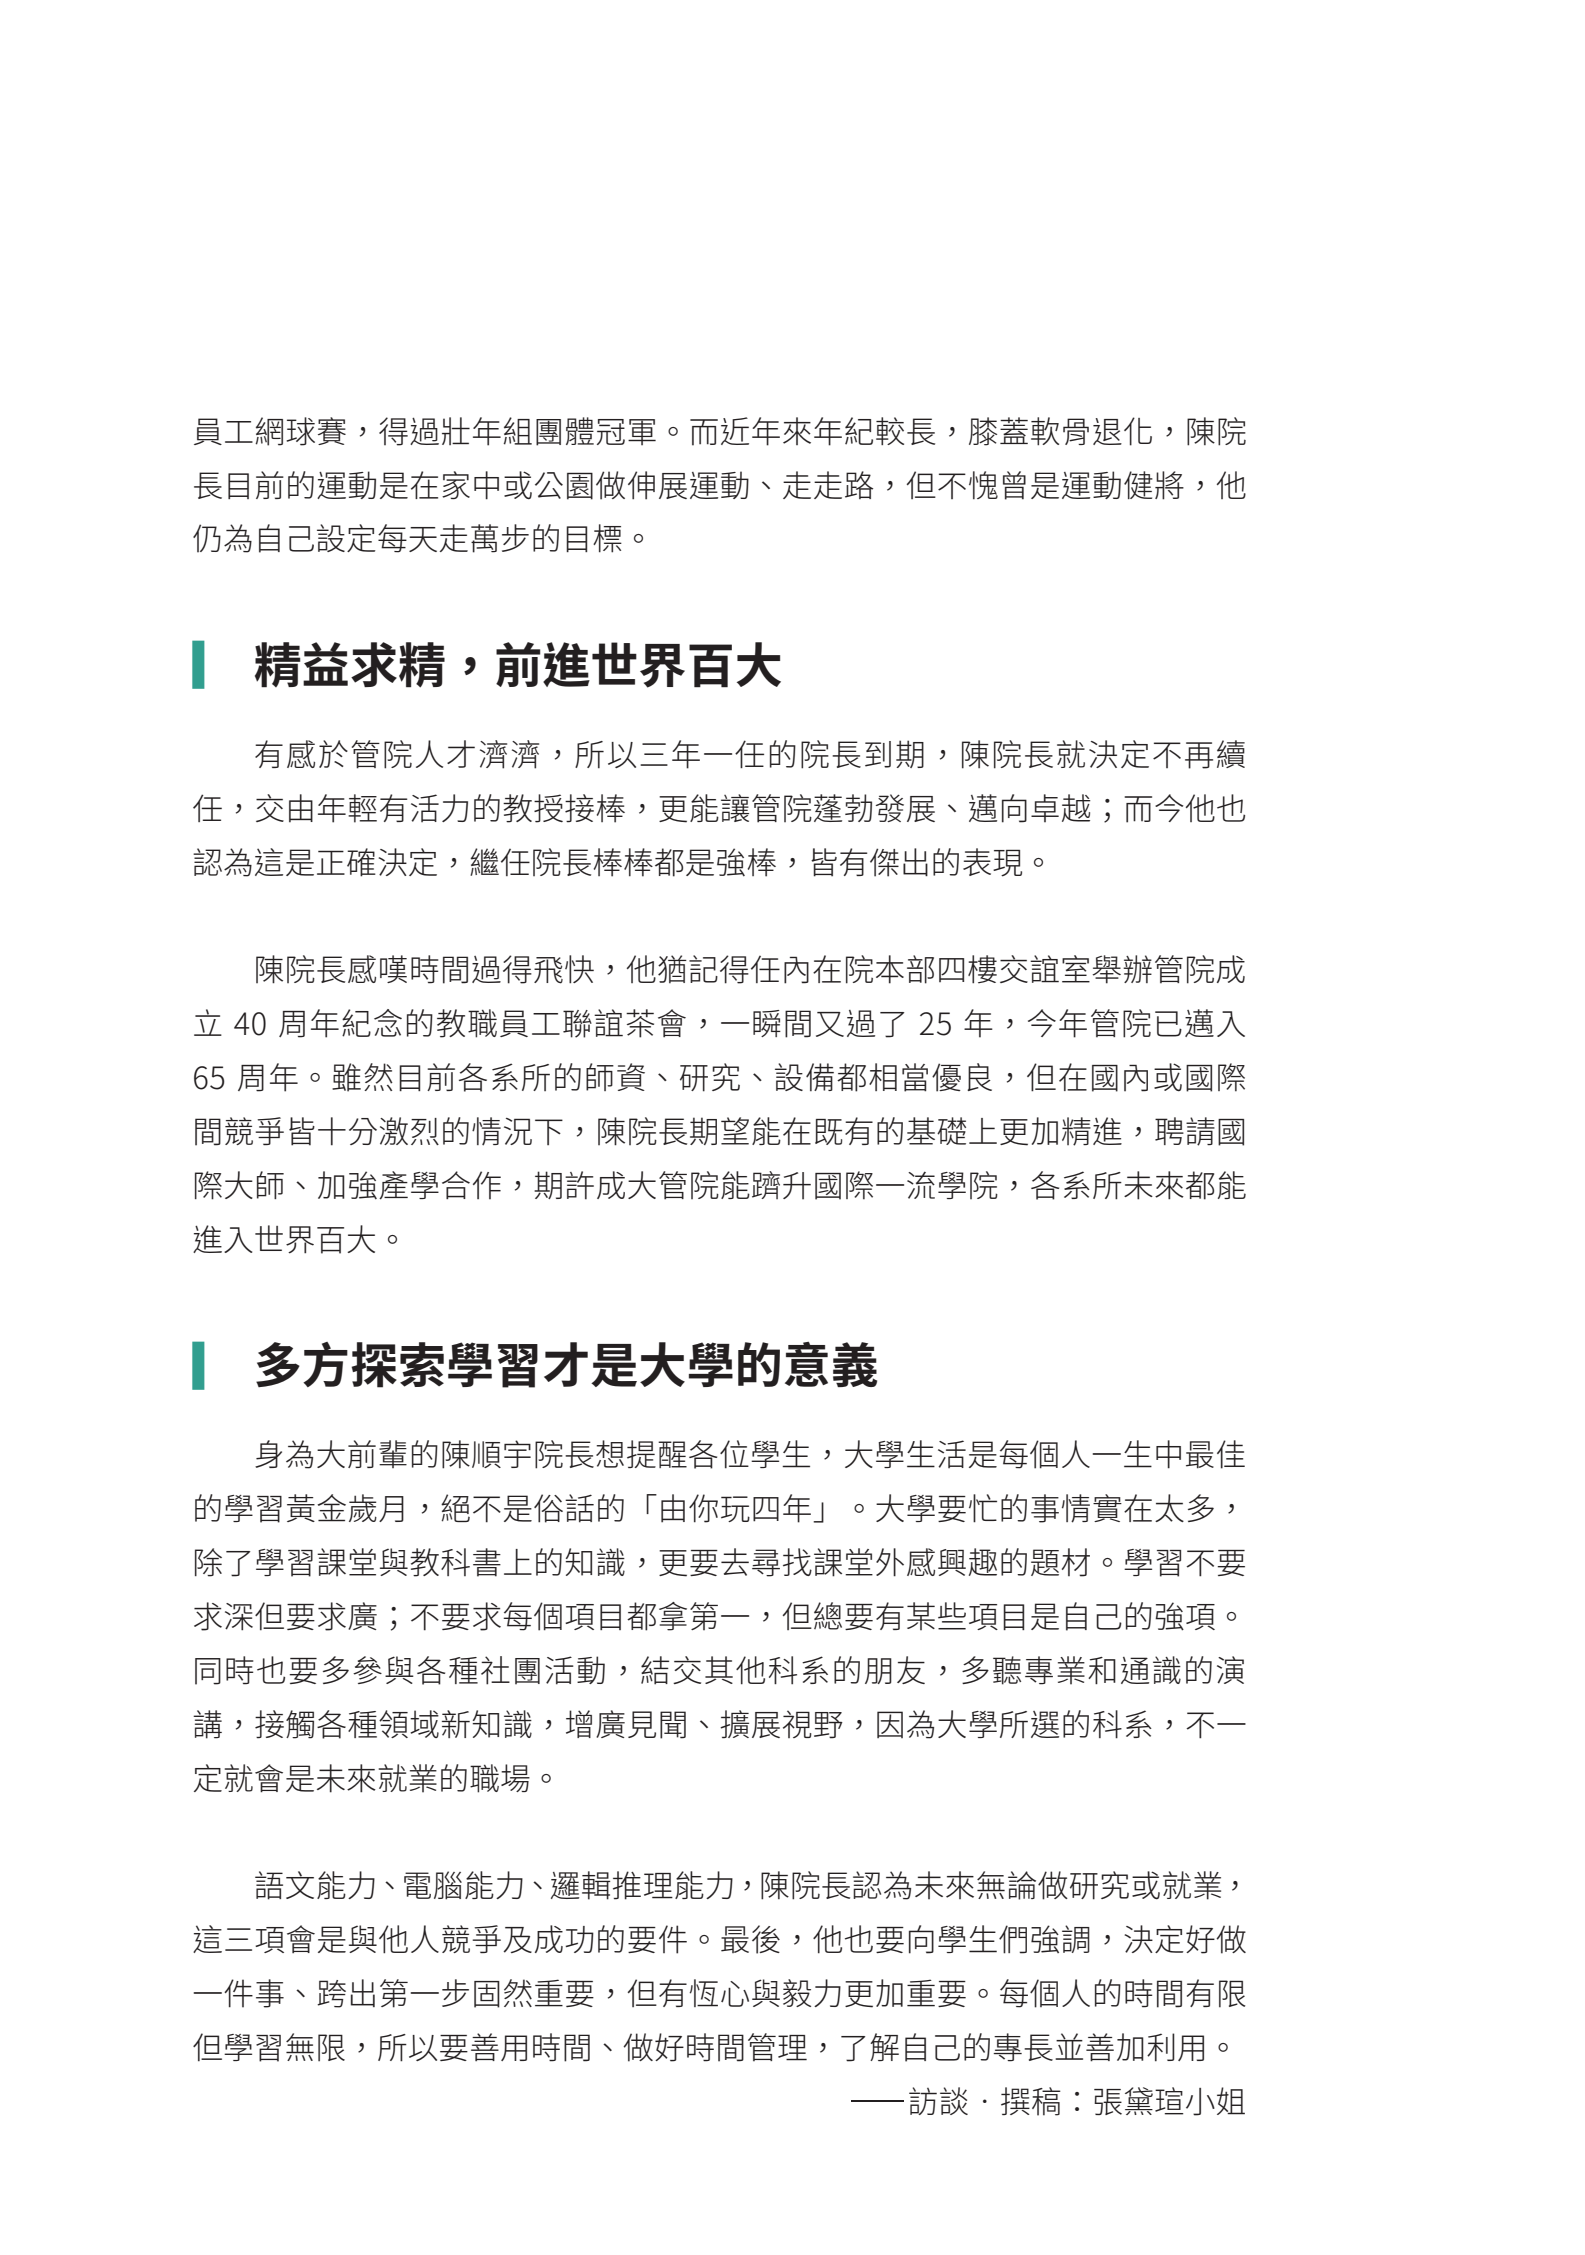 員工網球賽，得過壯年組團體冠軍。而近年來年紀較長，膝蓋軟骨退化，陳院
長目前的運動是在家中或公園做伸展運動、走走路，但不愧曾是運動健將，他
仍為自己設定每天走萬步的目標。
精益求精，前進世界百大
有感於管院人才濟濟，所以三年一任的院長到期，陳院長就決定不再續
任，交由年輕有活力的教授接棒，更能讓管院蓬勃發展、邁向卓越；而今他也
認為這是正確決定，繼任院長棒棒都是強棒，皆有傑出的表現。
陳院長感嘆時間過得飛快，他猶記得任內在院本部四樓交誼室舉辦管院成
立 40 周年紀念的教職員工聯誼茶會，一瞬間又過了 25 年，今年管院已邁入
65 周年。雖然目前各系所的師資、研究、設備都相當優良，但在國內或國際
間競爭皆十分激烈的情況下，陳院長期望能在既有的基礎上更加精進，聘請國
際大師、加強產學合作，期許成大管院能躋升國際一流學院，各系所未來都能
進入世界百大。
多方探索學習才是大學的意義
身為大前輩的陳順宇院長想提醒各位學生，大學生活是每個人一生中最佳
的學習黃金歲月，絕不是俗話的「由你玩四年」。大學要忙的事情實在太多，
除了學習課堂與教科書上的知識，更要去尋找課堂外感興趣的題材。學習不要
求深但要求廣；不要求每個項目都拿第一，但總要有某些項目是自己的強項。
同時也要多參與各種社團活動，結交其他科系的朋友，多聽專業和通識的演
講，接觸各種領域新知識，增廣見聞、擴展視野，因為大學所選的科系，不一
定就會是未來就業的職場。
語文能力、電腦能力、邏輯推理能力，陳院長認為未來無論做研究或就業，
這三項會是與他人競爭及成功的要件。最後，他也要向學生們強調，決定好做
一件事、跨出第一步固然重要，但有恆心與毅力更加重要。每個人的時間有限
但學習無限，所以要善用時間、做好時間管理，了解自己的專長並善加利用。
——訪談．撰稿：張黛瑄小姐